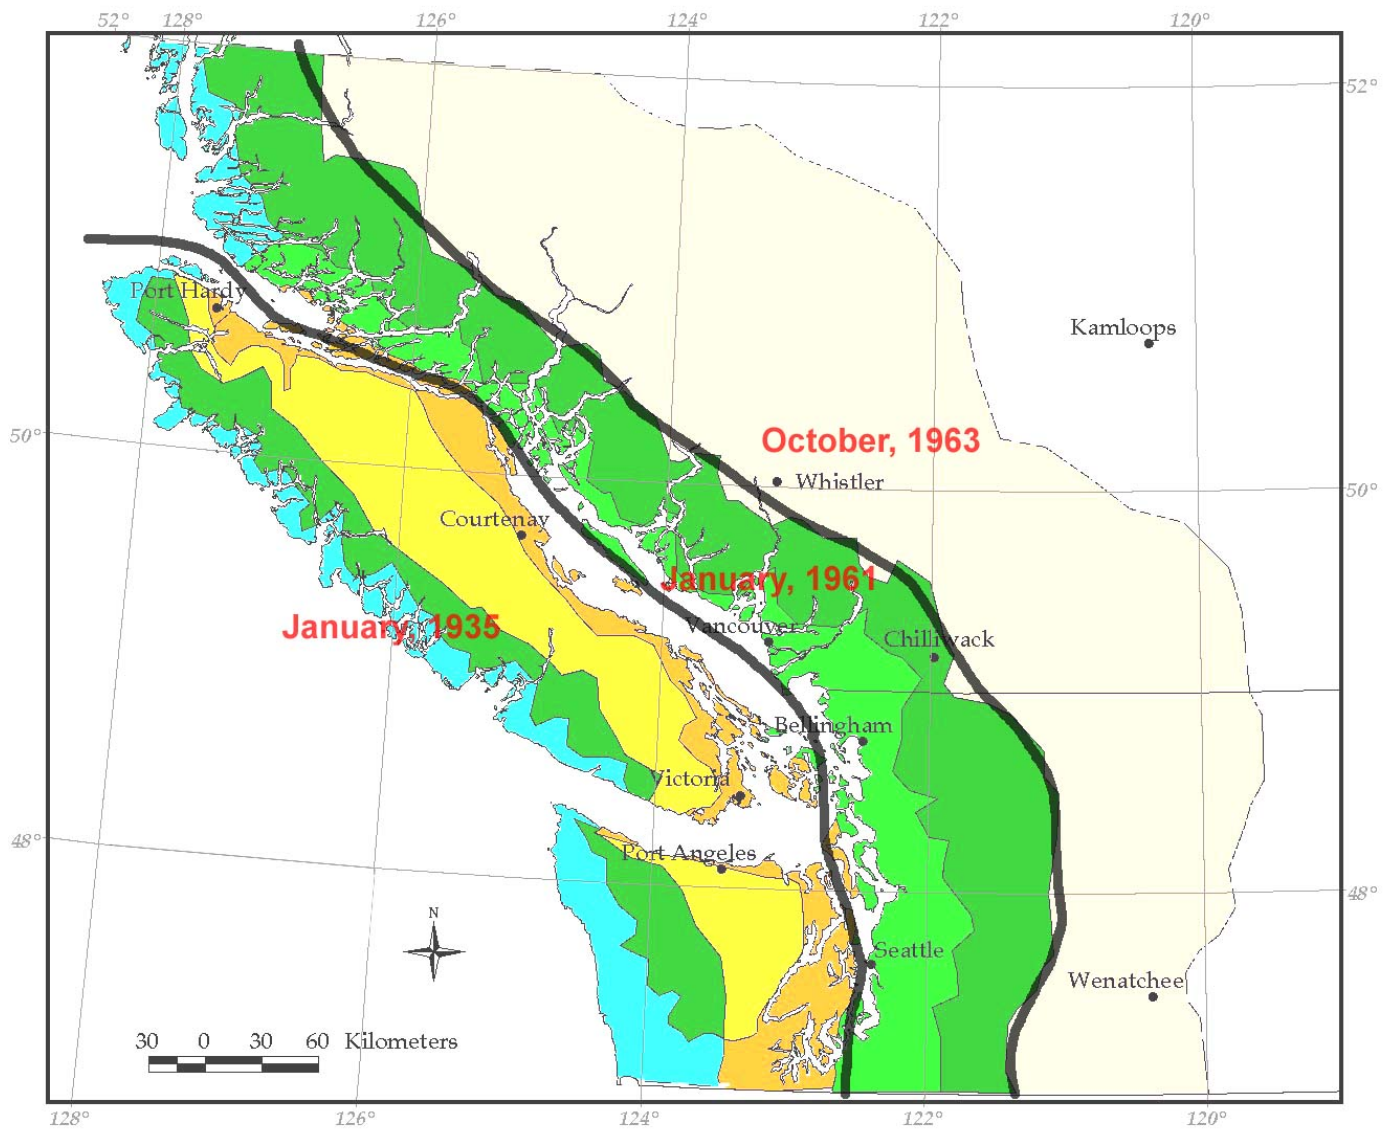 52° 128° 126° 124° 122° 120°
52°
Port Hardy
Kamloops
50°
October, 1963
Whistler
50°
Courtenay
January, 1961
January, 1935
Vancouver
Chilliwack
Bellingham
Victoria
48°
Port Angeles
48°
N
Seattle
Wenatchee
30 0 30 60 Kilometers
128° 126° 124° 122° 120°